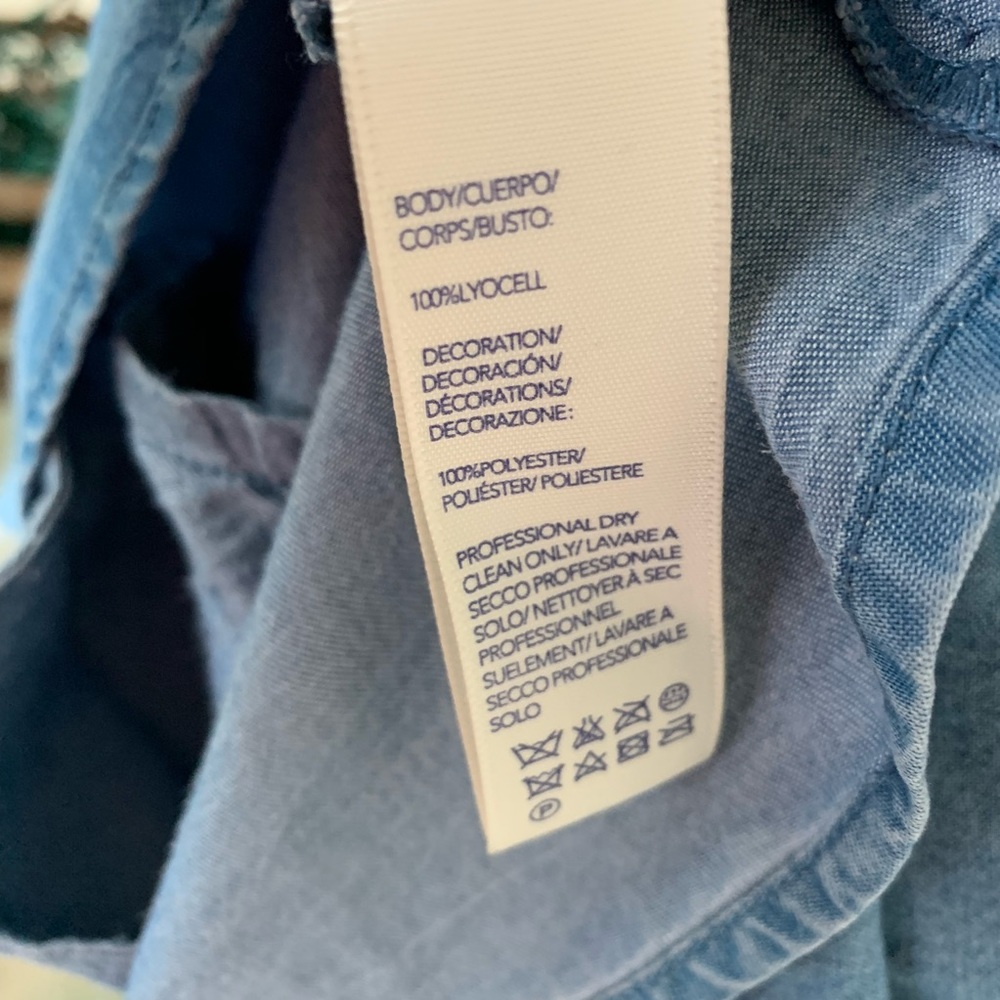 BODY/CUERPO/
CORPS/BUSTO:
100%LYOCELL
DECORATION/
DECORACIÓN/
DÉCORATIONS/
DECORAZIONE:
100%POLYESTER/
POLIÉSTER/ POLIESTERE
PROFESSIONAL DRY
CLEAN ONLY/ LAVARE A
SECCO PROFESSIONALE
SOLO/ NETTOYER À SEC
PROFESSIONNEL
SUELEMENT/ LAVARE A
SECCO PROFESSIONALE
SOLO
P